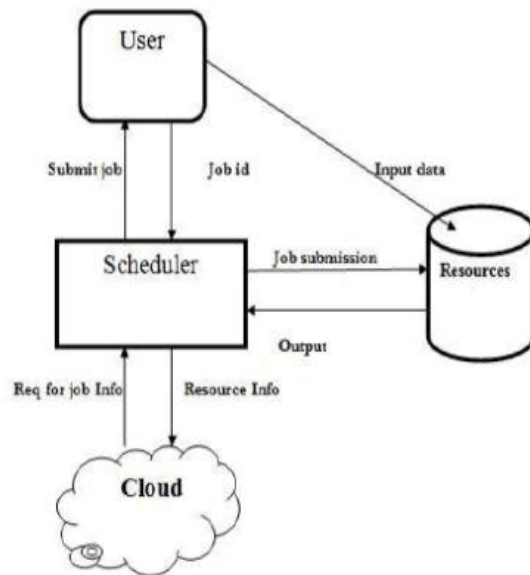 User
Submit job
Job id
Input data
Scheduler
Job submission
Resources
Output
Req for job Info
Resource Info
Cloud